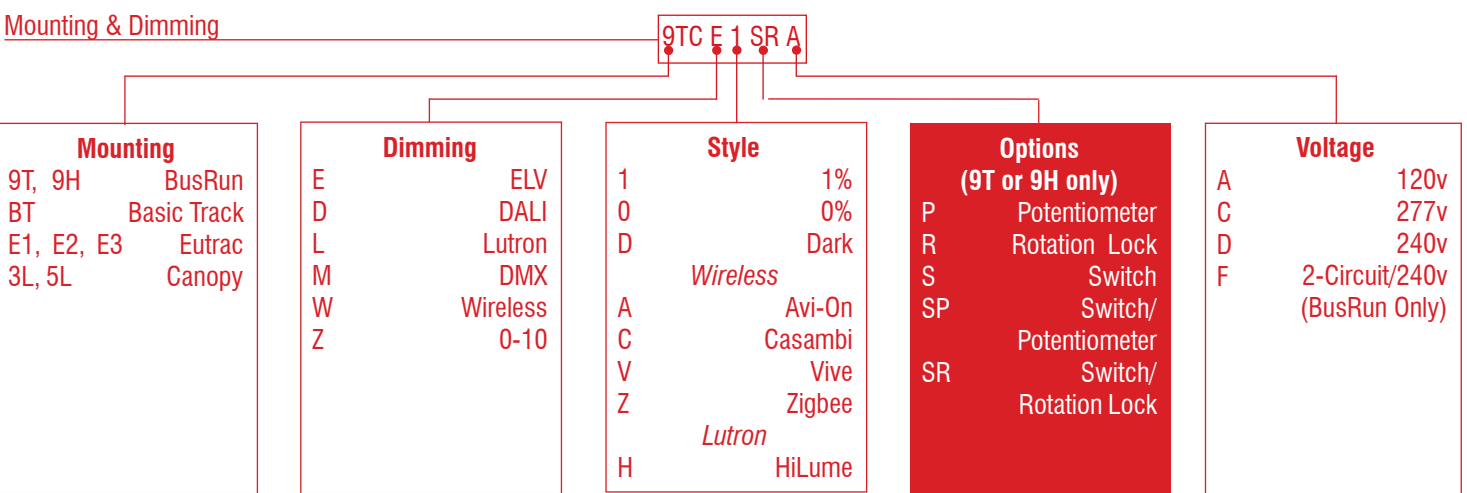 Mounting & Dimming
9TC E 1 SR A
Mounting
9T, 9H BusRun
BT Basic Track
E1, E2, E3 Eutrac
3L, 5L Canopy
Dimming
E ELV
D DALI
L Lutron
M DMX
W Wireless
Z 0-10
Style
1 1%
0 0%
D Dark
Wireless
A Avi-On
C Casambi
V Vive
Z Zigbee
Lutron
H HiLume
Options
(9T or 9H only)
P Potentiometer
R Rotation Lock
S Switch
SP Switch/
Potentiometer
SR Switch/
Rotation Lock
Voltage
A 120v
C 277v
D 240v
F 2-Circuit/240v
(BusRun Only)